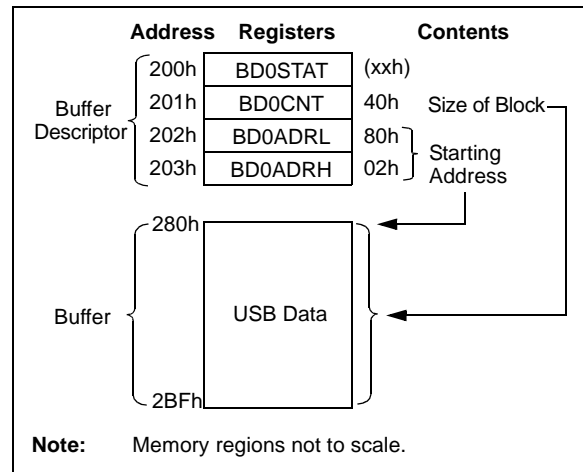 Address Registers Contents
200h BD0STAT (xxh)
Buffer Descriptor
201h BD0CNT 40h Size of Block
202h BD0ADRL 80h
Starting Address
203h BD0ADRH 02h
280h
Buffer
USB Data
2BFh
Note: Memory regions not to scale.